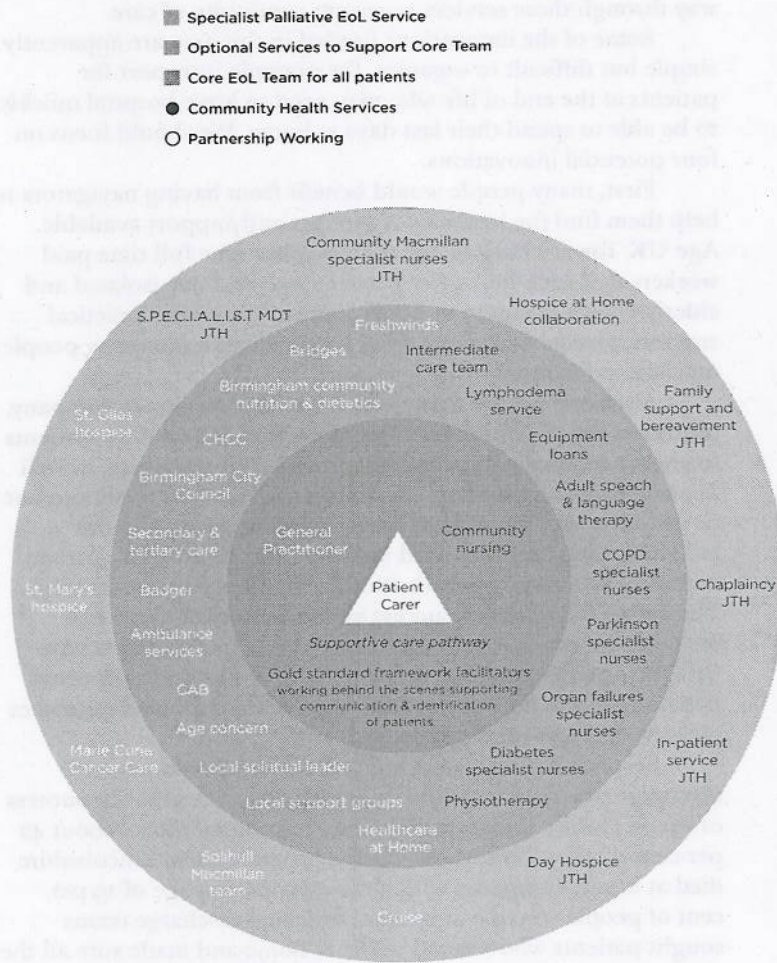 Specialist Palliative EoL Service
Optional Services to Support Core Team
Core EoL Team for all patients
Community Health Services
Partnership Working
Community Macmillan
specialist nurses
JTH
S.P.E.C.I.A.L.I.S.T MDT
JTH
Hospice at Home
collaboration
Freshwinds
Bridges
Intermediate
care team
Birmingham community
nutrition & dietetics
Lymphodema
service
St. Giles
hospice
Family
support and
bereavement
JTH
CHCC
Equipment
loans
Birmingham City
Council
Adult speach
& language
therapy
Secondary &
tertiary care
General
Practitioner
Community
nursing
COPD
specialist
nurses
St. Mary's
hospice
Badger
Patient
Carer
Chaplaincy
JTH
Ambulance
services
Parkinson
specialist
nurses
Supportive care pathway
Gold standard framework facilitators
working behind the scenes supporting
communication & identification
of patients
CAB
Organ failures
specialist
nurses
Age concern
Marie Curie
Cancer Care
Local spiritual leader
Diabetes
specialist nurses
In-patient
service
JTH
Local support groups
Physiotherapy
Healthcare
at Home
Solihull
Macmillan
team
Day Hospice
JTH
Cruise